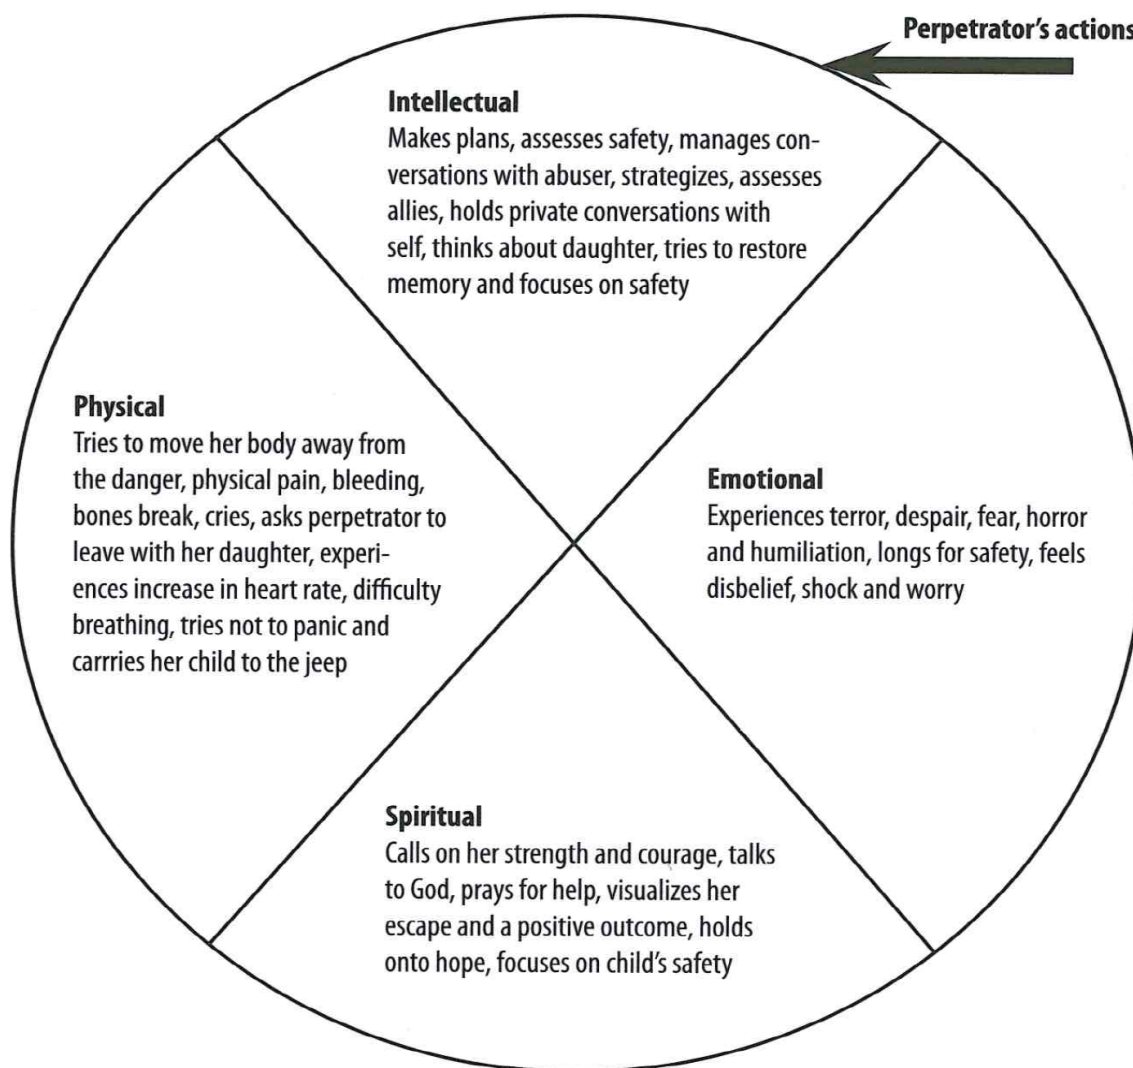 Perpetrator's actions
Intellectual
Makes plans, assesses safety, manages con-
versations with abuser, strategizes, assesses
allies, holds private conversations with
self, thinks about daughter, tries to restore
memory and focuses on safety
Physical
Tries to move her body away from
the danger, physical pain, bleeding,
bones break, cries, asks perpetrator to
leave with her daughter, experi-
ences increase in heart rate, difficulty
breathing, tries not to panic and
carrries her child to the jeep
Emotional
Experiences terror, despair, fear, horror
and humiliation, longs for safety, feels
disbelief, shock and worry
Spiritual
Calls on her strength and courage, talks
to God, prays for help, visualizes her
escape and a positive outcome, holds
onto hope, focuses on child's safety